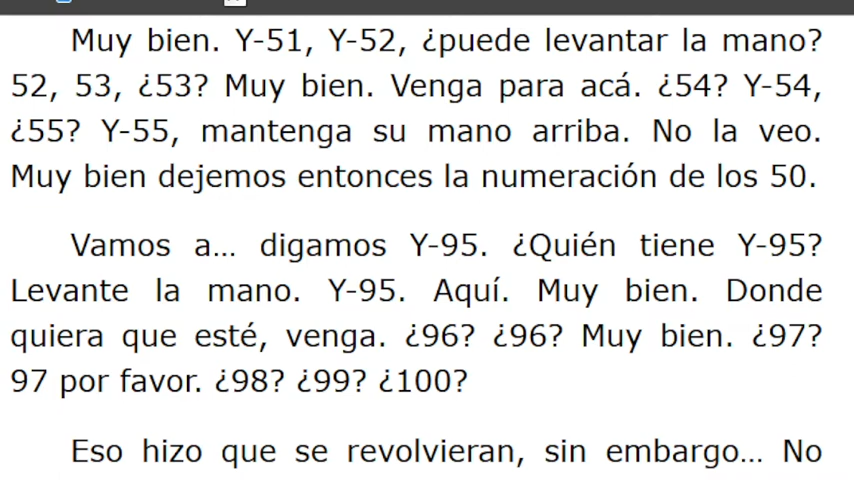 Muy bien. Y-51, Y-52, ¿puede levantar la mano?
52, 53, ¿53? Muy bien. Venga para acá. ¿54? Y-54,
¿55? Y-55, mantenga su mano arriba. No la veo.
Muy bien dejemos entonces la numeración de los 50.
Vamos a… digamos Y-95. ¿Quién tiene Y-95?
Levante la mano. Y-95. Aquí. Muy bien. Donde
quiera que esté, venga. ¿96? ¿96? Muy bien. ¿97?
97 por favor. ¿98? ¿99? ¿100?
Eso hizo que se revolvieran, sin embargo… No